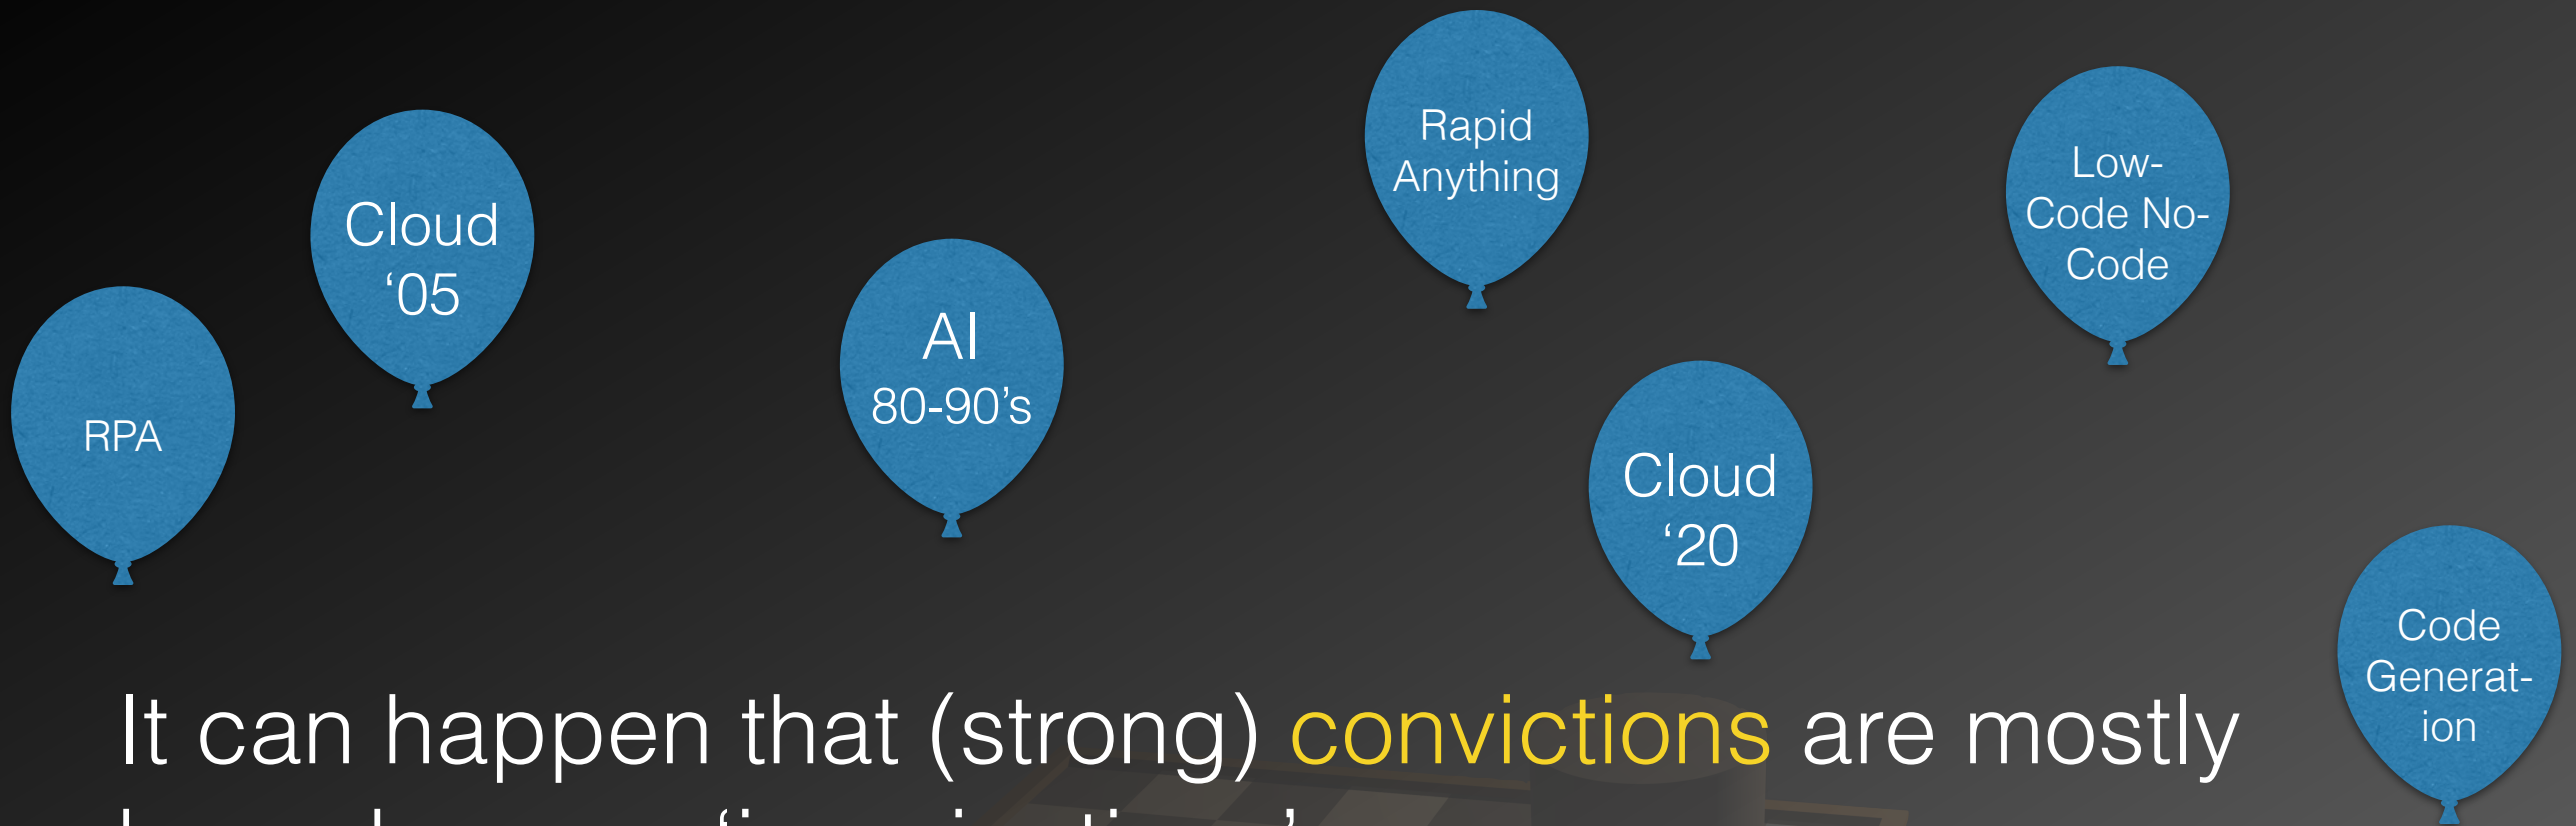 RPA
Cloud
‘05
AI
80-90’s
Rapid
Anything
Cloud
‘20
Low-
Code No-
Code
Code
Generat-
ion
It can happen that (strong) convictions are mostly